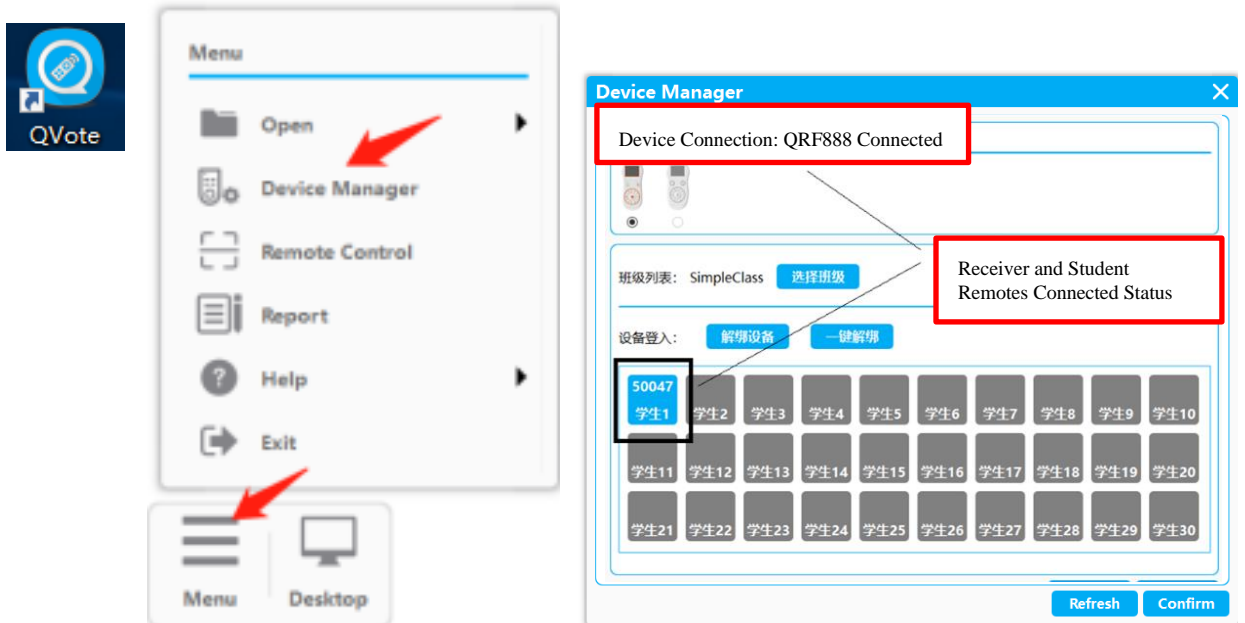 QVote
Menu
Open
Device Manager
Remote Control
Report
Help
Exit
Menu
Desktop
Device Manager
Device Connection: QRF888 Connected
Receiver and Student
Remotes Connected Status
班级列表: SimpleClass 选择班级
设备登入: 解绑设备 一键解绑
50047
学生1 学生2 学生3 学生4 学生5 学生6 学生7 学生8 学生9 学生10
学生11 学生12 学生13 学生14 学生15 学生16 学生17 学生18 学生19 学生20
学生21 学生22 学生23 学生24 学生25 学生26 学生27 学生28 学生29 学生30
Refresh Confirm